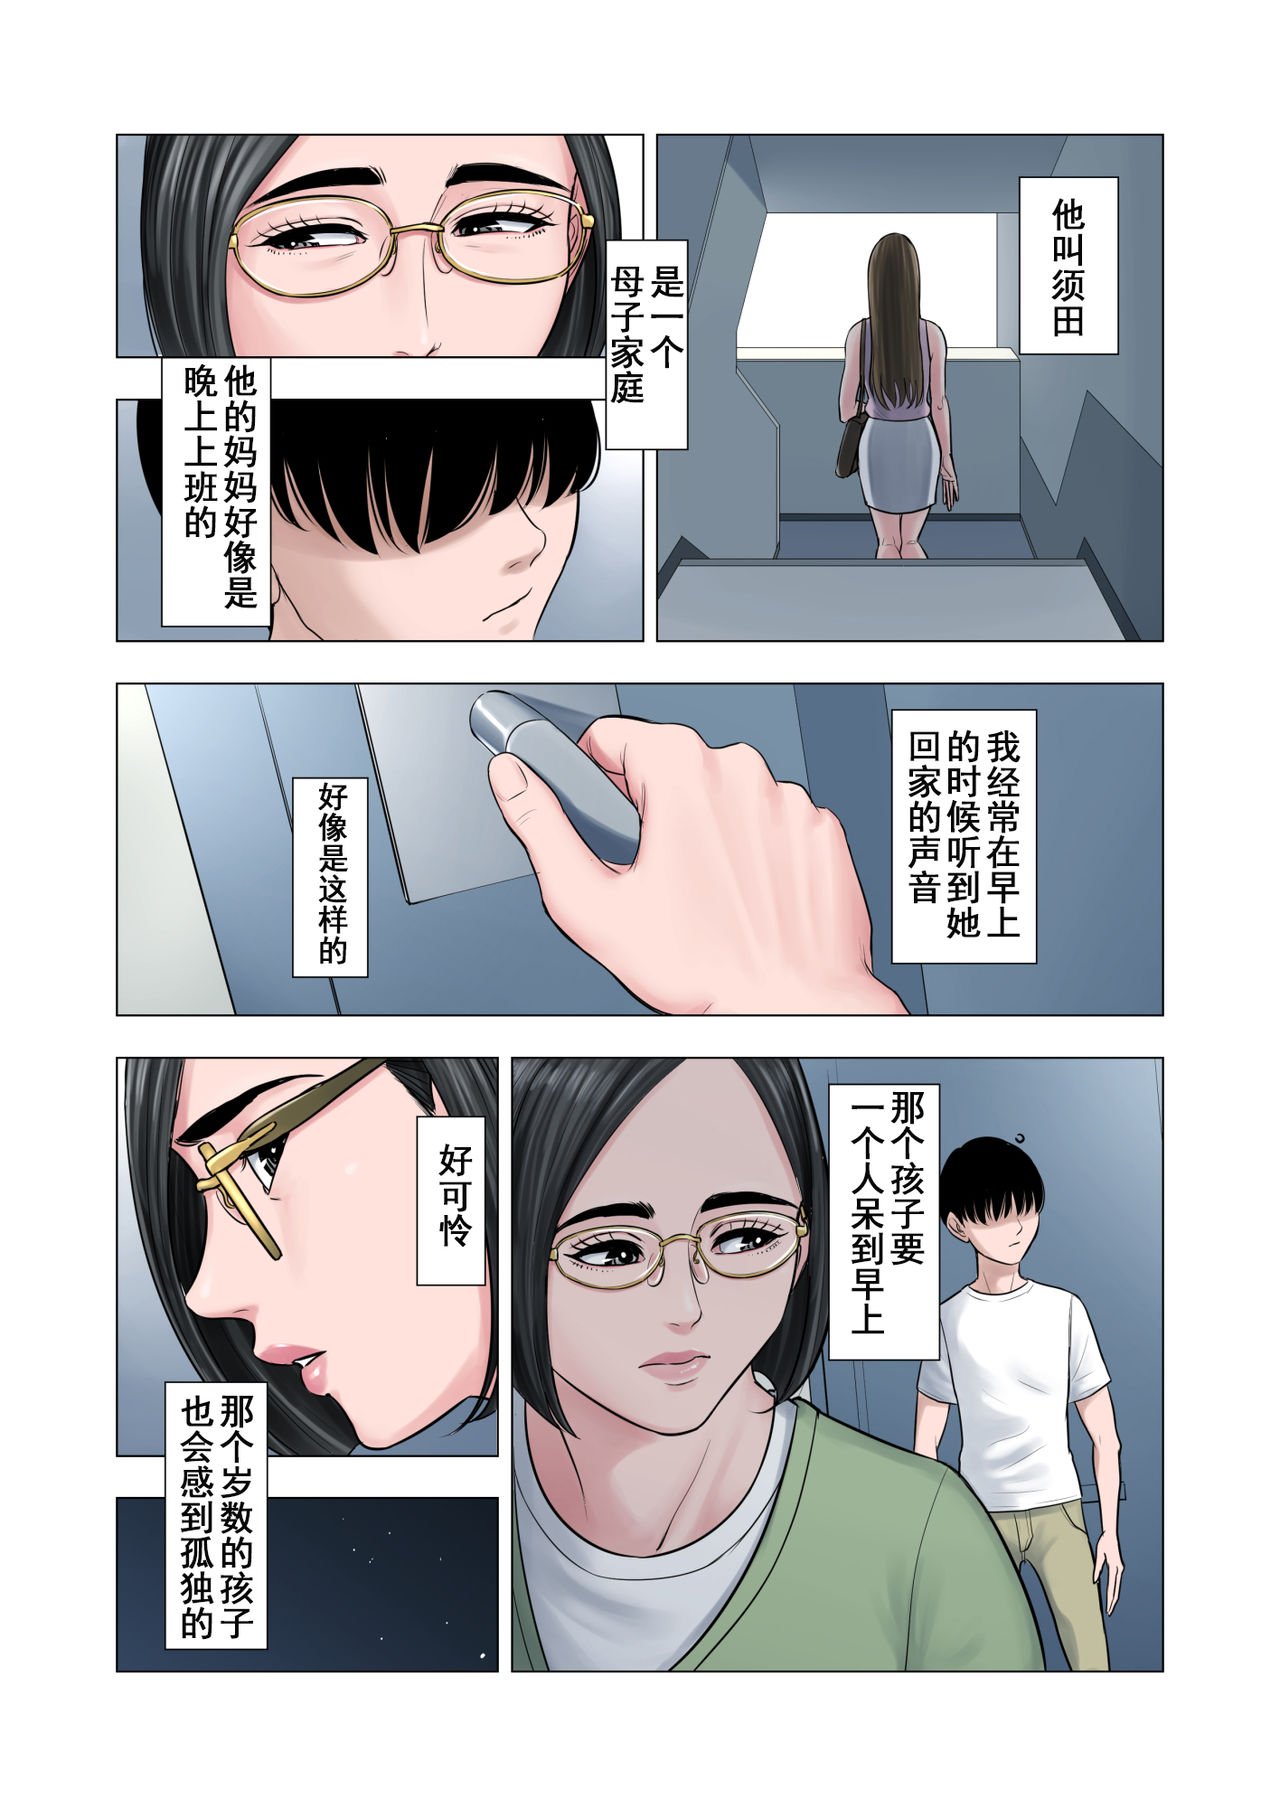 他叫须田
是一个
母子家庭
他的妈妈好像是
晚上上班的
我经常在早上
的时候听到她
回家的声音
好像是这样的
那个孩子要
一个人呆到早上
好可怜
那个岁数的孩子
也会感到孤独的